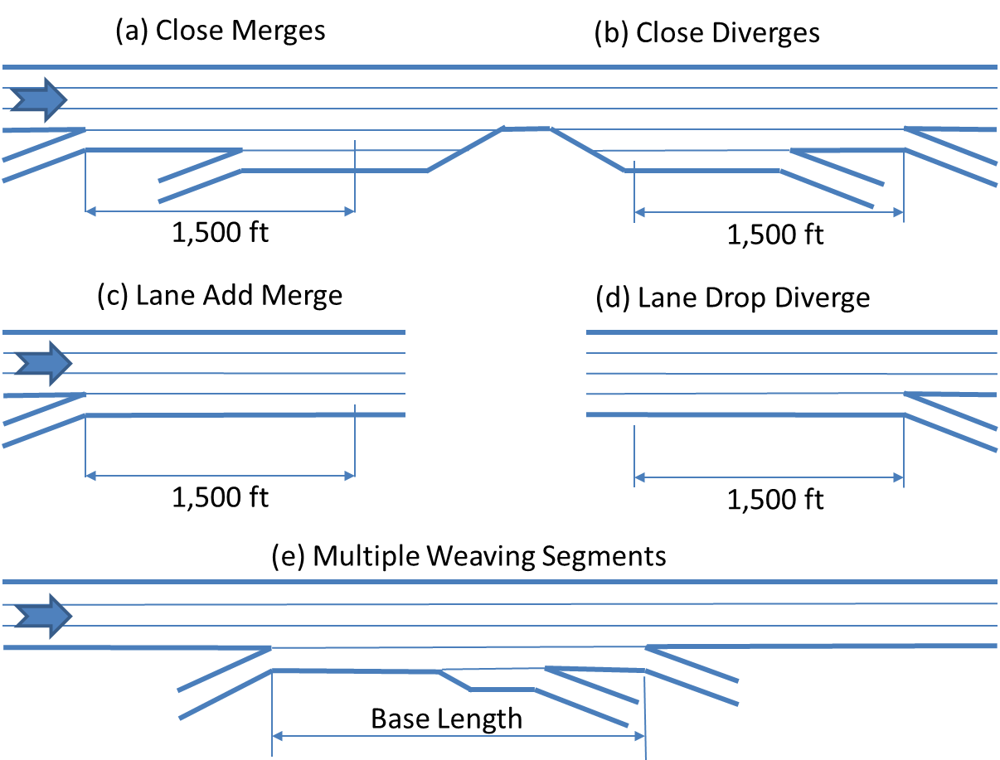 (a) Close Merges
(b) Close Diverges
1,500 ft
1,500 ft
(c) Lane Add Merge
(d) Lane Drop Diverge
1,500 ft
1,500 ft
(e) Multiple Weaving Segments
Base Length